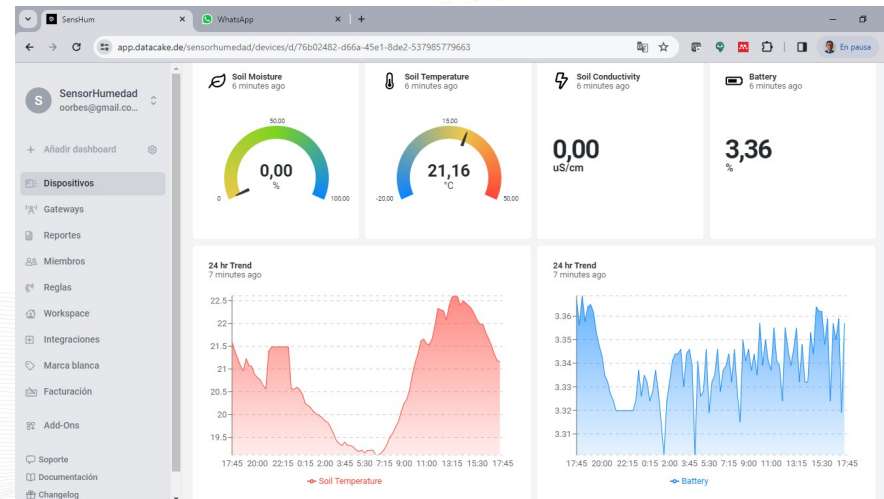 SensHum
WhatsApp
app.datacake.de/sensorhumedad/devices/d/76b02482-d66a-45e1-8de2-537985779663
En pausa
S
SensorHumedad
oorbes@gmail.co...
Añadir dashboard
Dispositivos
Gateways
Reportes
Miembros
Reglas
Workspace
Integraciones
Marca blanca
Facturación
Add-Ons
Soporte
Documentación
Changelog
Soil Moisture
6 minutes ago
50,00
0,00
%
0
100,00
Soil Temperature
6 minutes ago
15,00
21,16
°C
-20,00
50,00
Soil Conductivity
6 minutes ago
0,00
uS/cm
Battery
6 minutes ago
3,36
%
24 hr Trend
7 minutes ago
22.5
22
21.5
21
20.5
20
19.5
17:45 20:00 22:15 0:15 2:00 3:45 5:30 7:15 9:00 11:00 13:15 15:30 17:45
Soil Temperature
24 hr Trend
7 minutes ago
3.36
3.35
3.34
3.33
3.32
3.31
17:45 20:00 22:15 0:15 2:00 3:45 5:30 7:15 9:00 11:00 13:15 15:30 17:45
Battery